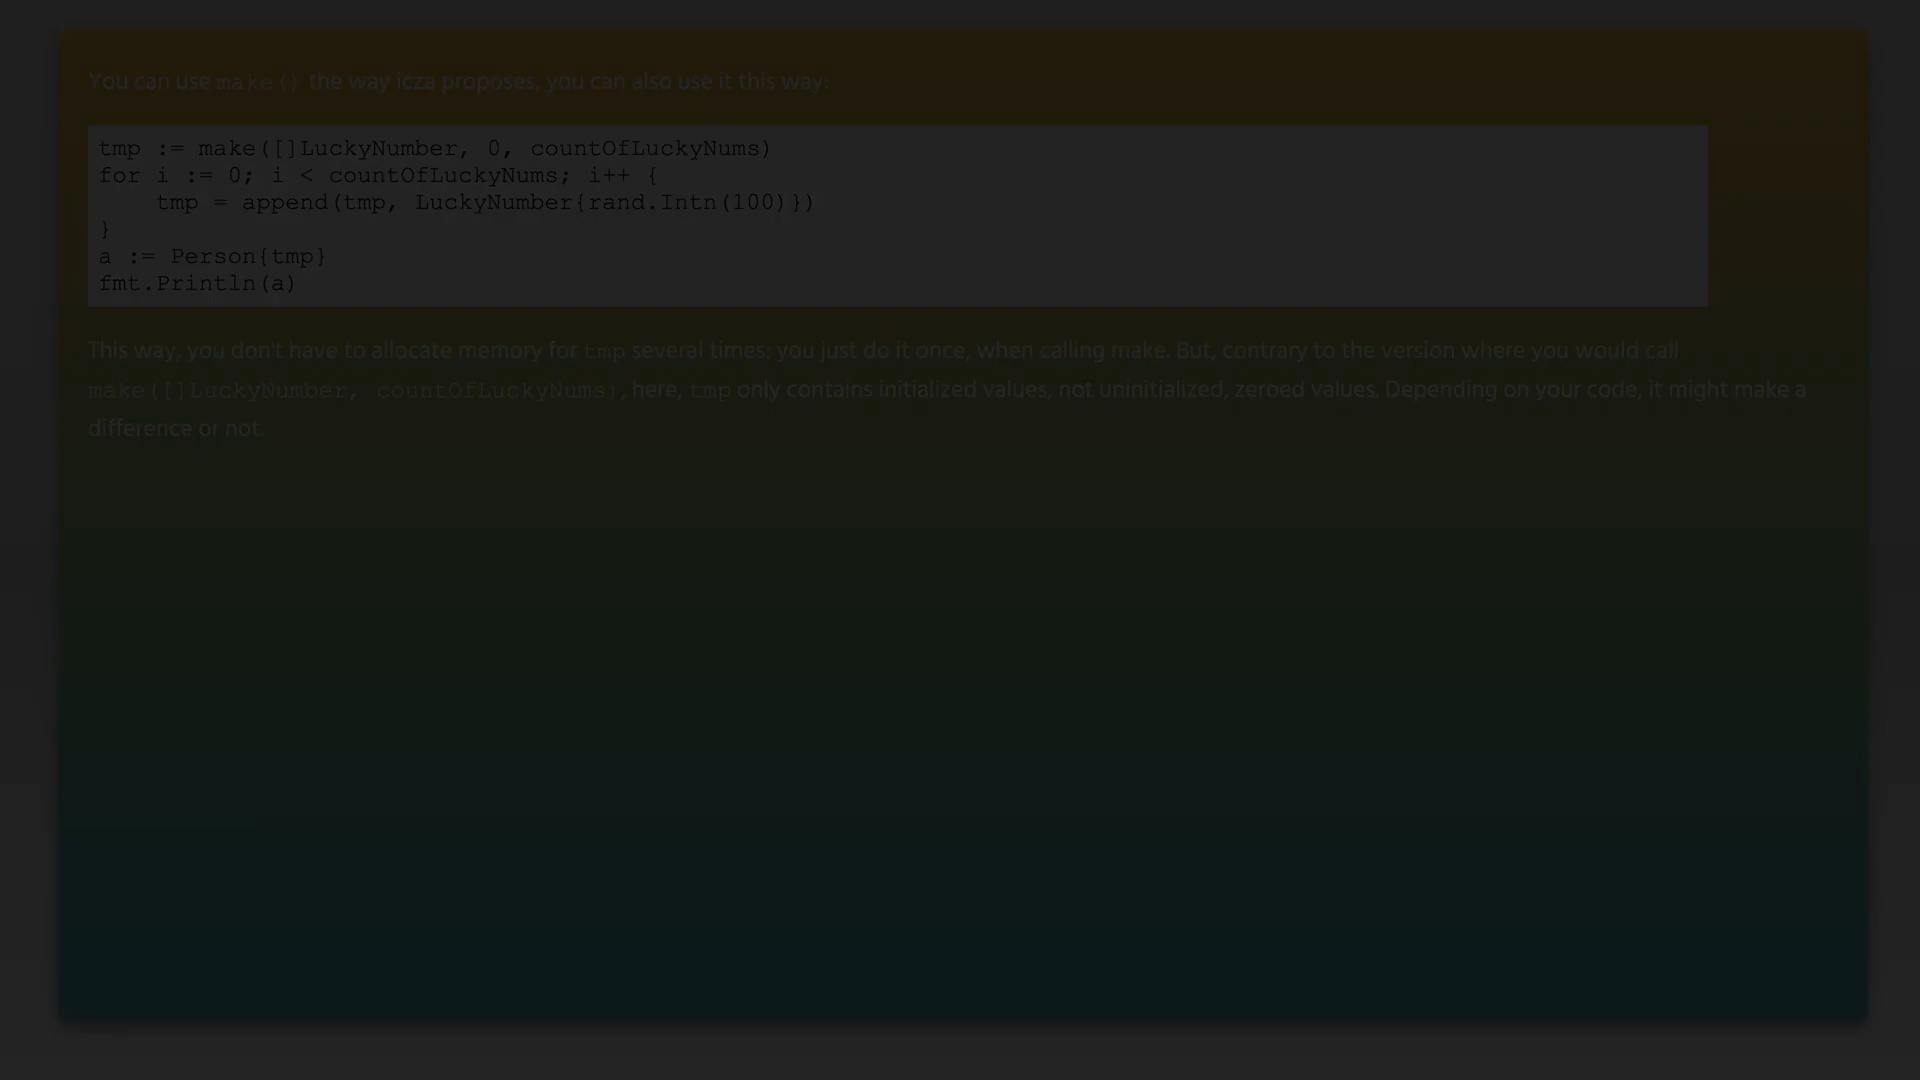 You can use make() the way icza proposes, you can also use it this way:
tmp := make([]LuckyNumber, 0, countOfLuckyNums)
for i := 0; i < countOfLuckyNums; i++ {
    tmp = append(tmp, LuckyNumber{rand.Intn(100)})
}
a := Person{tmp}
fmt.Println(a)
This way, you don't have to allocate memory for tmp several times: you just do it once, when calling make. But, contrary to the version where you would call
make([]LuckyNumber, countOfLuckyNums), here, tmp only contains initialized values, not uninitialized, zeroed values. Depending on your code, it might make a
difference or not.